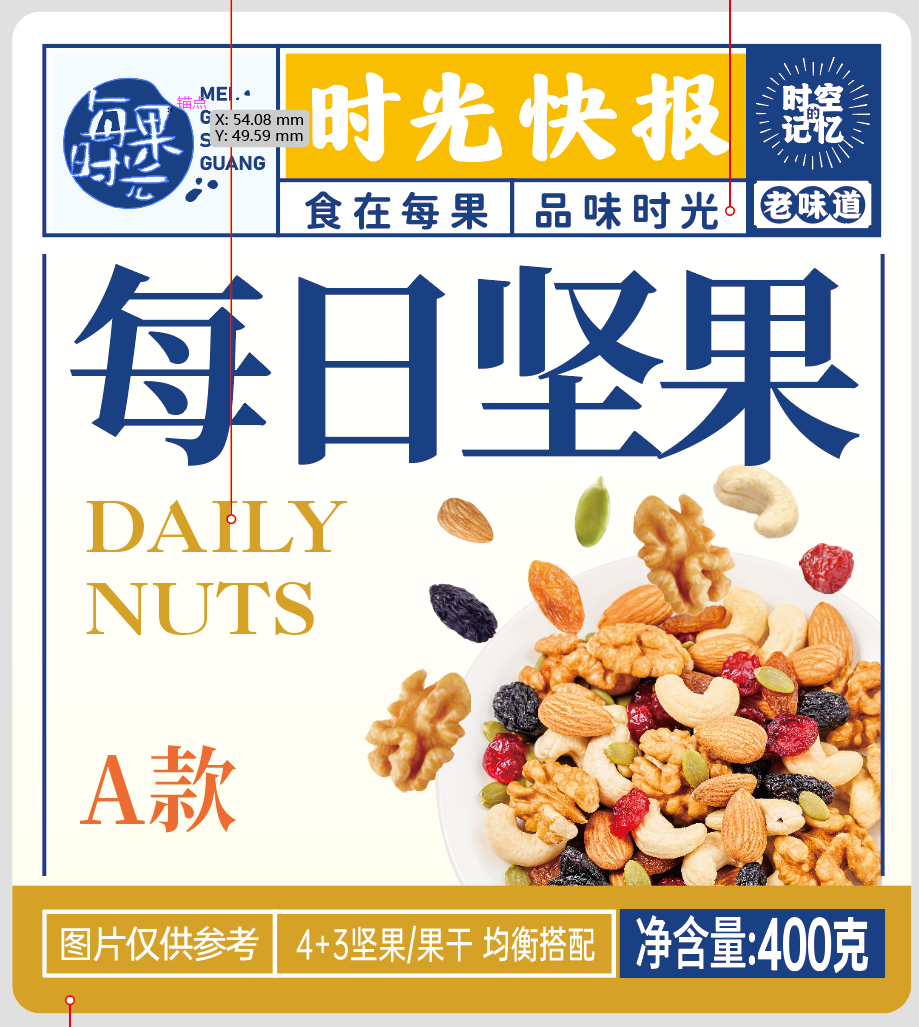 每果时光
锚点
MEI
G
S
GUANG
X: 54.08 mm
Y: 49.59 mm
时光快报
时空的记忆
老味道
食在每果
品味时光
每日坚果
DAILY
NUTS
A款
图片仅供参考
4+3坚果/果干 均衡搭配
净含量:400克